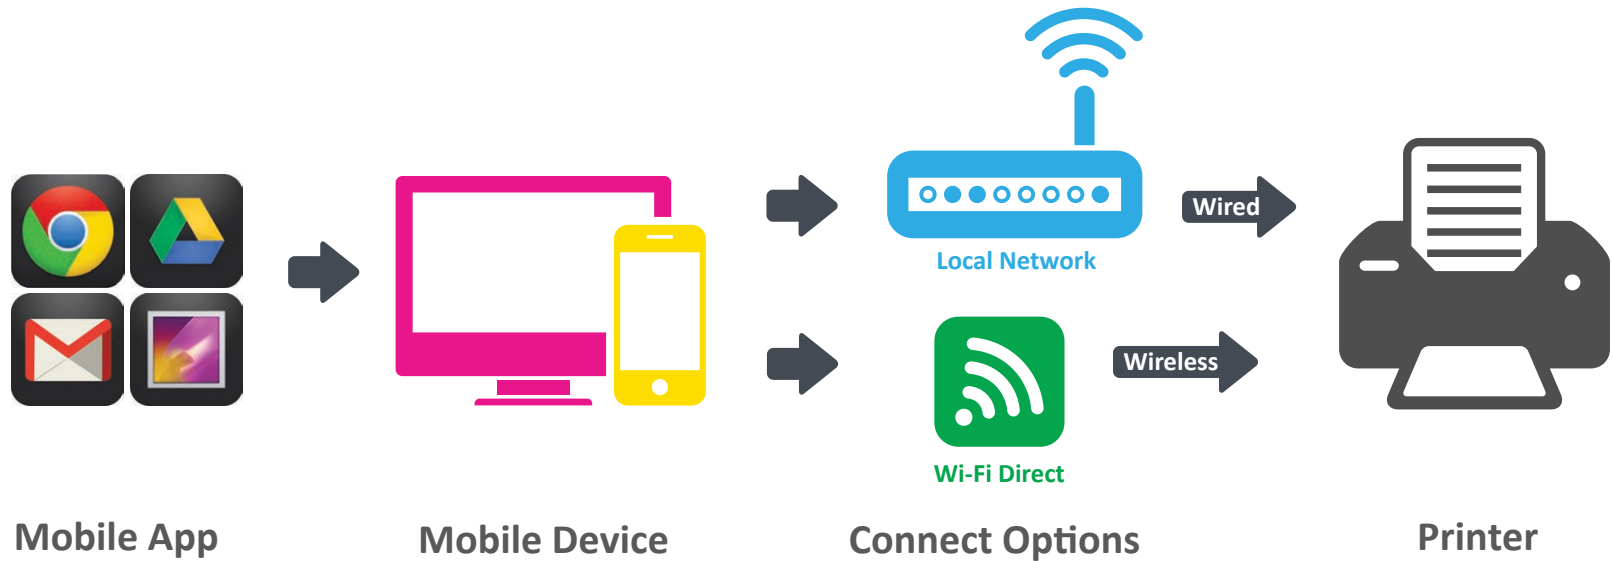 Wired
Local Network
Wireless
Wi-Fi Direct
Mobile App
Mobile Device
Connect Options
Printer